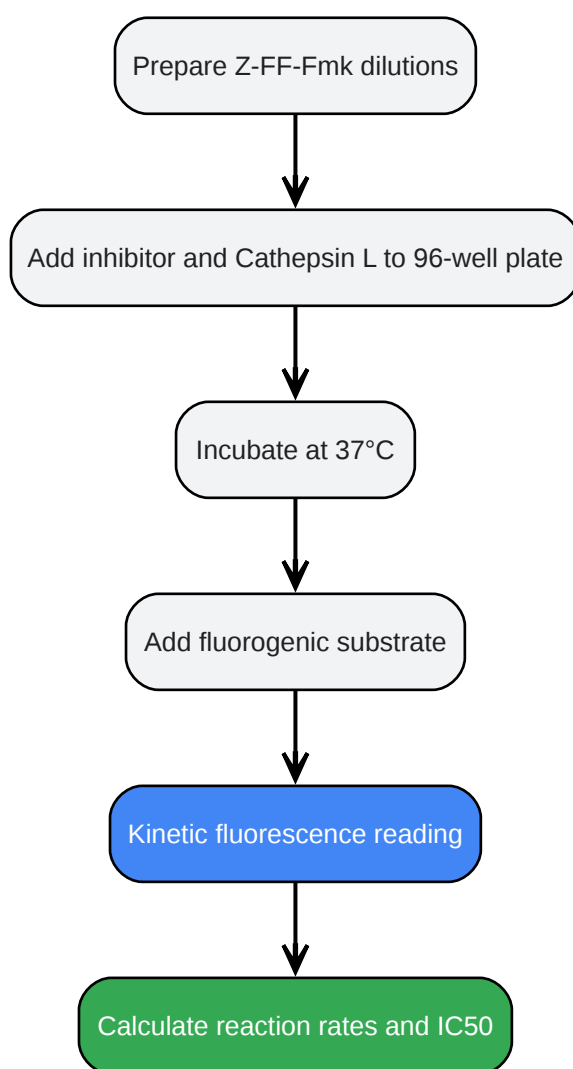 Prepare Z-FF-Fmk dilutions
Add inhibitor and Cathepsin L to 96-well plate
Incubate at 37°C
Add fluorogenic substrate
Kinetic fluorescence reading
Calculate reaction rates and IC50